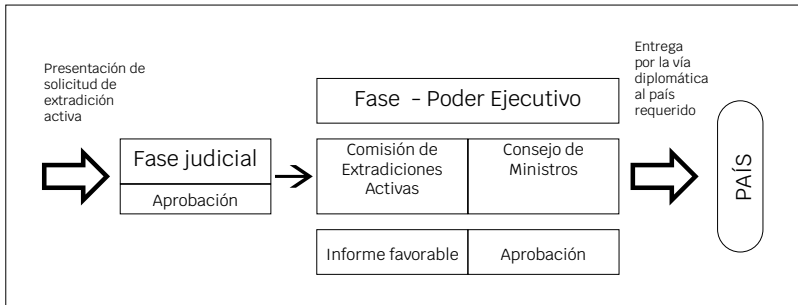 Presentación de
solicitud de
extradición
activa
Fase judicial
Aprobación
Fase - Poder Ejecutivo
Comisión de
Extradiciones
Activas
Consejo de
Ministros
Informe favorable
Aprobación
Entrega
por la vía
diplomática
al país
requerido
PAÍS